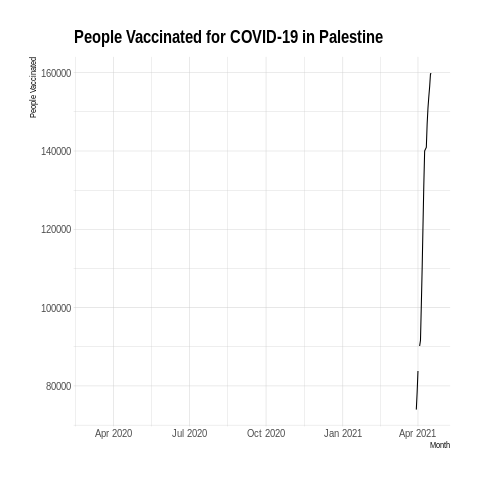 People Vaccinated for COVID-19 in Palestine
People Vaccinated
160000
140000
120000
100000
80000
Apr 2020
Jul 2020
Oct 2020
Jan 2021
Apr 2021
Month